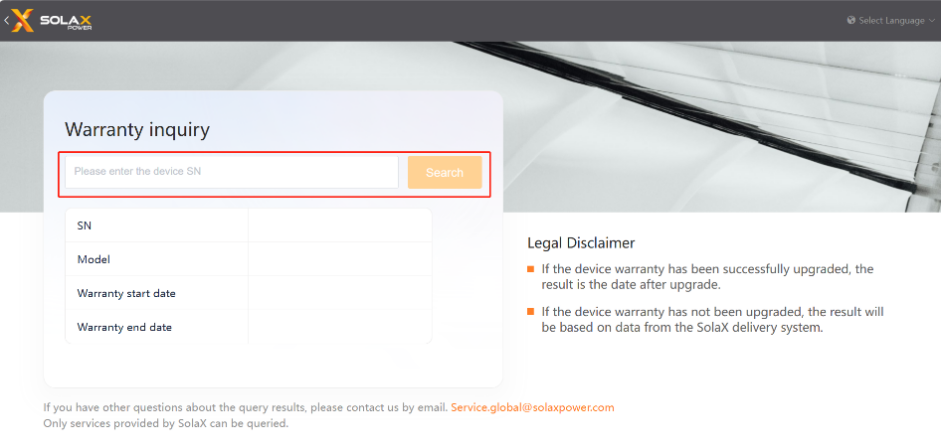 SOLAX
POWER
Select Language
Warranty inquiry
Please enter the device SN
Search
SN
Model
Warranty start date
Warranty end date
Legal Disclaimer
If the device warranty has been successfully upgraded, the
result is the date after upgrade.
If the device warranty has not been upgraded, the result will
be based on data from the SolaX delivery system.
If you have other questions about the query results, please contact us by email. Service.global@solaxpower.com
Only services provided by SolaX can be queried.